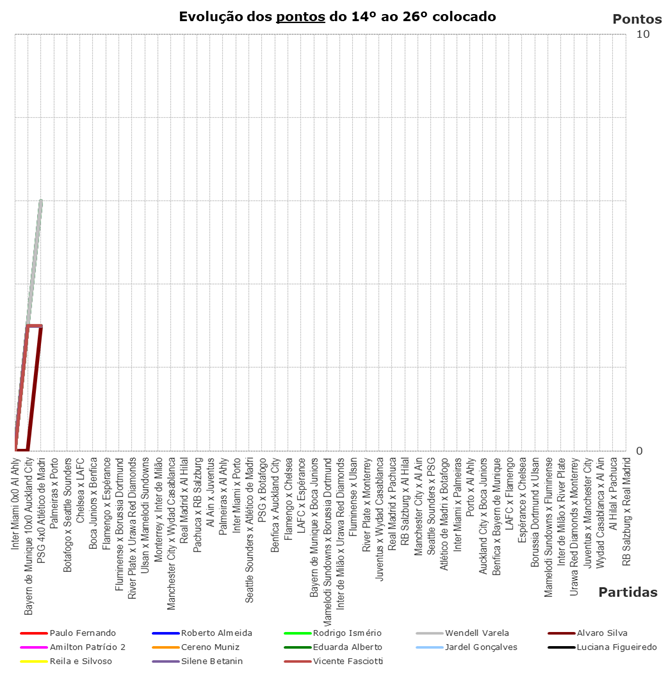 Evolução dos pontos do 14º ao 26º colocado
Pontos
10
0
Inter Miami 0x0 Al Ahly
Bayern de Munique 10x0 Auckland City
PSG 4x0 Atlético de Madri
Palmeiras x Porto
Botafogo x Seattle Sounders
Chelsea x LAFC
Boca Juniors x Benfica
Flamengo x Espérance
Fluminense x Borussia Dortmund
River Plate x Urawa Red Diamonds
Ulsan x Mamelodi Sundowns
Monterrey x Inter de Milão
Manchester City x Wydad Casablanca
Real Madrid x Al Hilal
Pachuca x RB Salzburg
Al Ain x Juventus
Palmeiras x Al Ahly
Inter Miami x Porto
Seattle Sounders x Atlético de Madri
PSG x Botafogo
Benfica x Auckland City
Flamengo x Chelsea
LAFC x Espérance
Bayern de Munique x Boca Juniors
Mamelodi Sundowns x Borussia Dortmund
Inter de Milão x Urawa Red Diamonds
Fluminense x Ulsan
River Plate x Monterrey
Juventus x Wydad Casablanca
Real Madrid x Pachuca
RB Salzburg x Al Hilal
Manchester City x Al Ain
Seattle Sounders x PSG
Atlético de Madri x Botafogo
Inter Miami x Palmeiras
Porto x Al Ahly
Auckland City x Boca Juniors
Benfica x Bayern de Munique
LAFC x Flamengo
Espérance x Chelsea
Borussia Dortmund x Ulsan
Mamelodi Sundowns x Fluminense
Inter de Milão x River Plate
Urawa Red Diamonds x Monterrey
Juventus x Manchester City
Wydad Casablanca x Al Ain
Al Hilal x Pachuca
RB Salzburg x Real Madrid
Partidas
Paulo Fernando
Roberto Almeida
Rodrigo Ismério
Wendell Varela
Alvaro Silva
Amilton Patrício 2
Cereno Muniz
Eduarda Alberto
Jardel Gonçalves
Luciana Figueiredo
Reila e Silvoso
Silene Betanin
Vicente Fasciotti